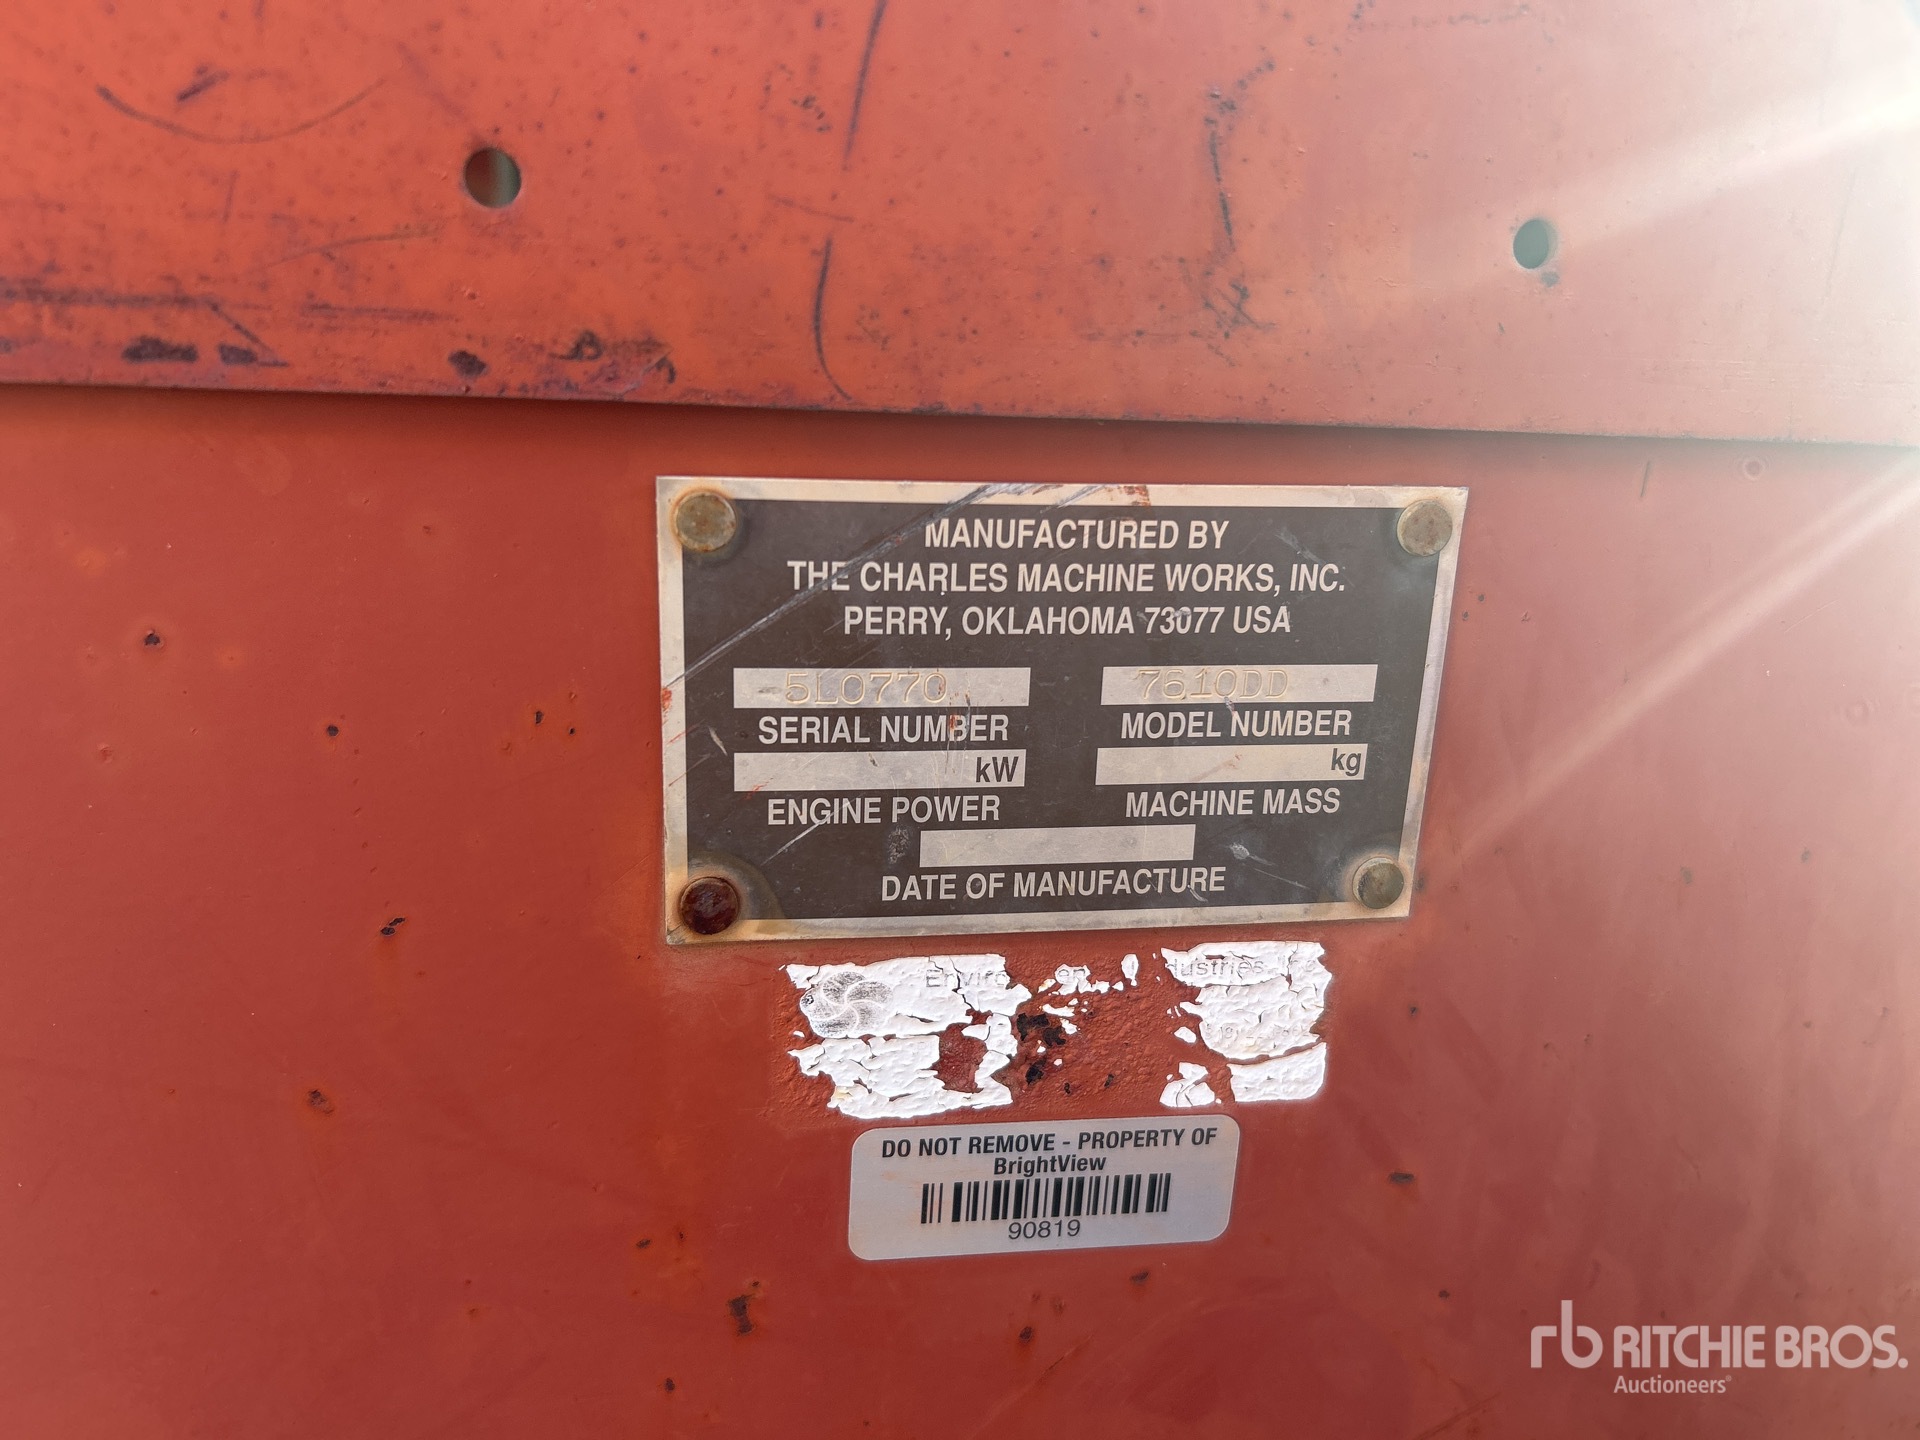 MANUFACTURED BY
THE CHARLES MACHINE WORKS, INC.
PERRY, OKLAHOMA 73077 USA
5L0770 7610DD
SERIAL NUMBER MODEL NUMBER
kW kg
ENGINE POWER MACHINE MASS
DATE OF MANUFACTURE
DO NOT REMOVE - PROPERTY OF
BrightView
90819
rb RITCHIE BROS.
Auctioneers